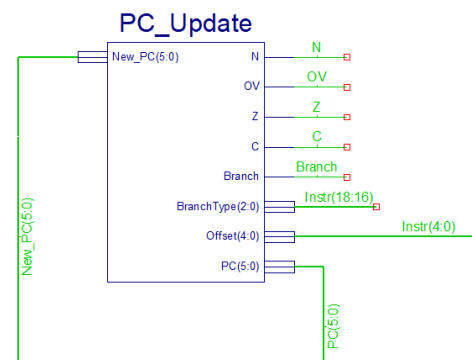 PC_Update
New_PC(5:0)
N
N
OV
OV
Z
Z
C
C
Branch
Branch
BranchType(2:0)
Instr(18:16)
Offset(4:0)
Instr(4:0)
PC(5:0)
New_PC(5:0)
PC(5:0)